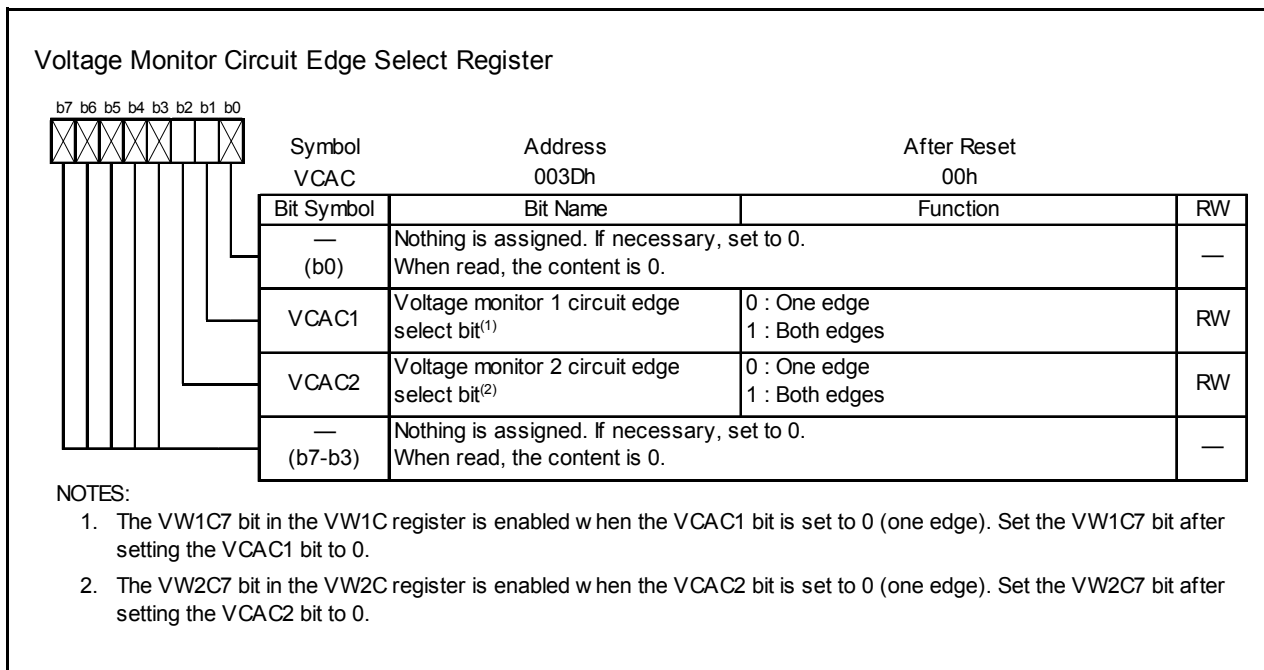 Voltage Monitor Circuit Edge Select Register
b7 b6 b5 b4 b3 b2 b1 b0
Symbol Address After Reset
VCAC 003Dh 00h
Bit Symbol Bit Name Function RW
—
(b0)
Nothing is assigned. If necessary, set to 0.
When read, the content is 0.
—
VCAC1
Voltage monitor 1 circuit edge
select bit(1)
0 : One edge
1 : Both edges
RW
VCAC2
Voltage monitor 2 circuit edge
select bit(2)
0 : One edge
1 : Both edges
RW
—
(b7-b3)
Nothing is assigned. If necessary, set to 0.
When read, the content is 0.
—
NOTES:
1. The VW1C7 bit in the VW1C register is enabled when the VCAC1 bit is set to 0 (one edge). Set the VW1C7 bit after
setting the VCAC1 bit to 0.
2. The VW2C7 bit in the VW2C register is enabled when the VCAC2 bit is set to 0 (one edge). Set the VW2C7 bit after
setting the VCAC2 bit to 0.